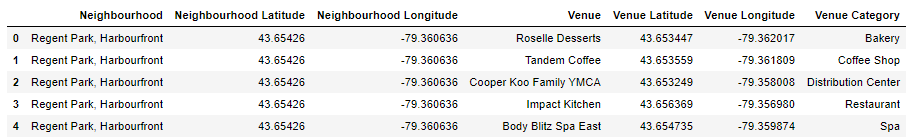 Neighbourhood Neighbourhood Latitude Neighbourhood Longitude Venue Venue Latitude Venue Longitude Venue Category
0 Regent Park, Harbourfront 43.65426 -79.360636 Roselle Desserts 43.653447 -79.362017 Bakery
1 Regent Park, Harbourfront 43.65426 -79.360636 Tandem Coffee 43.653559 -79.361809 Coffee Shop
2 Regent Park, Harbourfront 43.65426 -79.360636 Cooper Koo Family YMCA 43.653249 -79.358008 Distribution Center
3 Regent Park, Harbourfront 43.65426 -79.360636 Impact Kitchen 43.656369 -79.356980 Restaurant
4 Regent Park, Harbourfront 43.65426 -79.360636 Body Blitz Spa East 43.654735 -79.359874 Spa